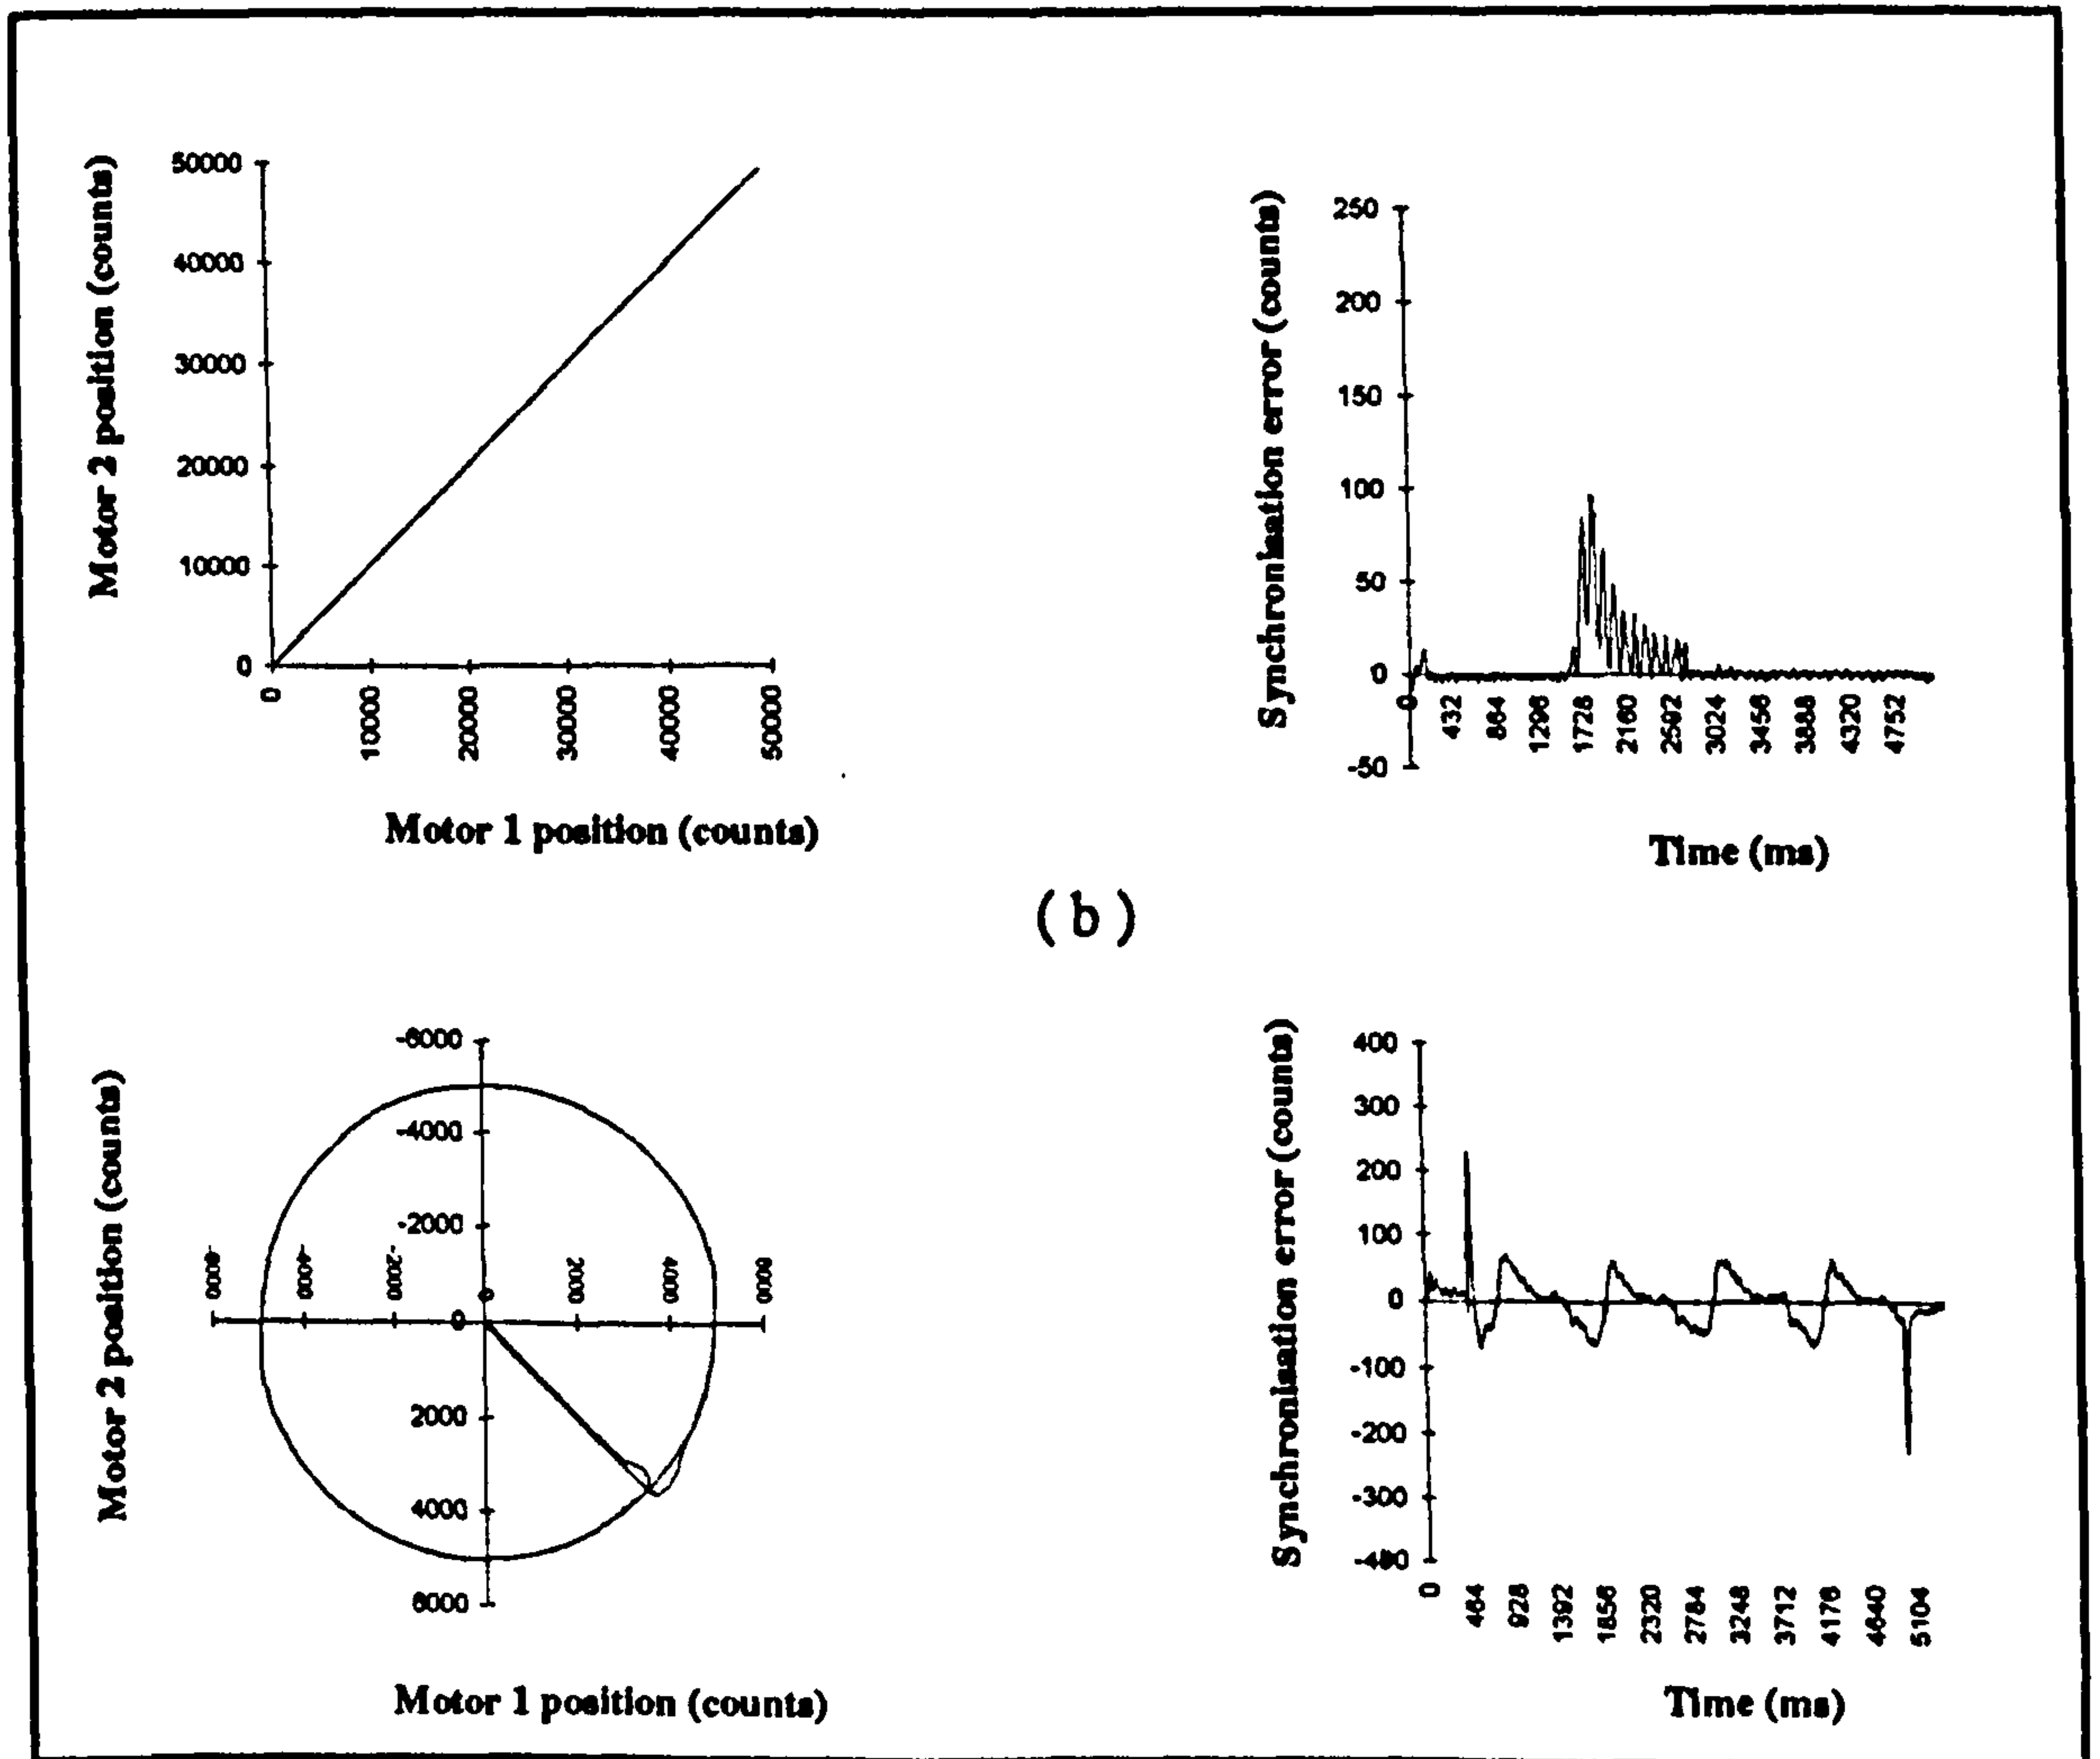 Motor 2 position (counts)
50000
40000
30000
20000
10000
0
0 10000 20000 30000 40000 50000
Motor 1 position (counts)
Synchronisation error (counts)
250
200
150
100
50
0
-50
0 432 864 1296 1728 2160 2592 3024 3456 3888 4320 4752
Time (ms)
( b )
Motor 2 position (counts)
-6000
-4000
-2000
0
2000
4000
6000
-6000 -4000 -2000 0 2000 4000 6000
Motor 1 position (counts)
Synchronisation error (counts)
400
300
200
100
0
-100
-200
-300
-400
0 464 928 1392 1856 2320 2784 3248 3712 4176 4640 5104
Time (ms)